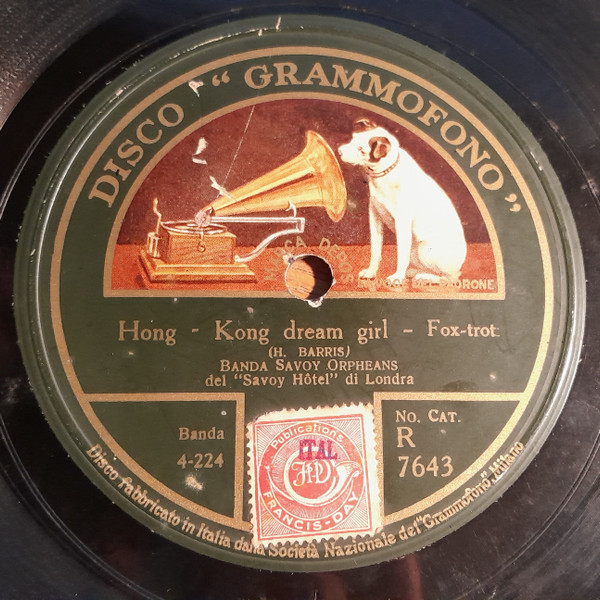 DISCO "GRAMMOFONO"
LA VOCE DEL PADRONE
Hong - Kong dream girl - Fox-trot
(H. BARRIS)
BANDA SAVOY ORPHEANS
del "Savoy Hôtel" di Londra
Banda
4-224
Publications
ITAL
FRANCIS-DAY
No. CAT.
R
7643
Disco fabbricato in Italia dalla Società Nazionale del "Grammofono", Milano